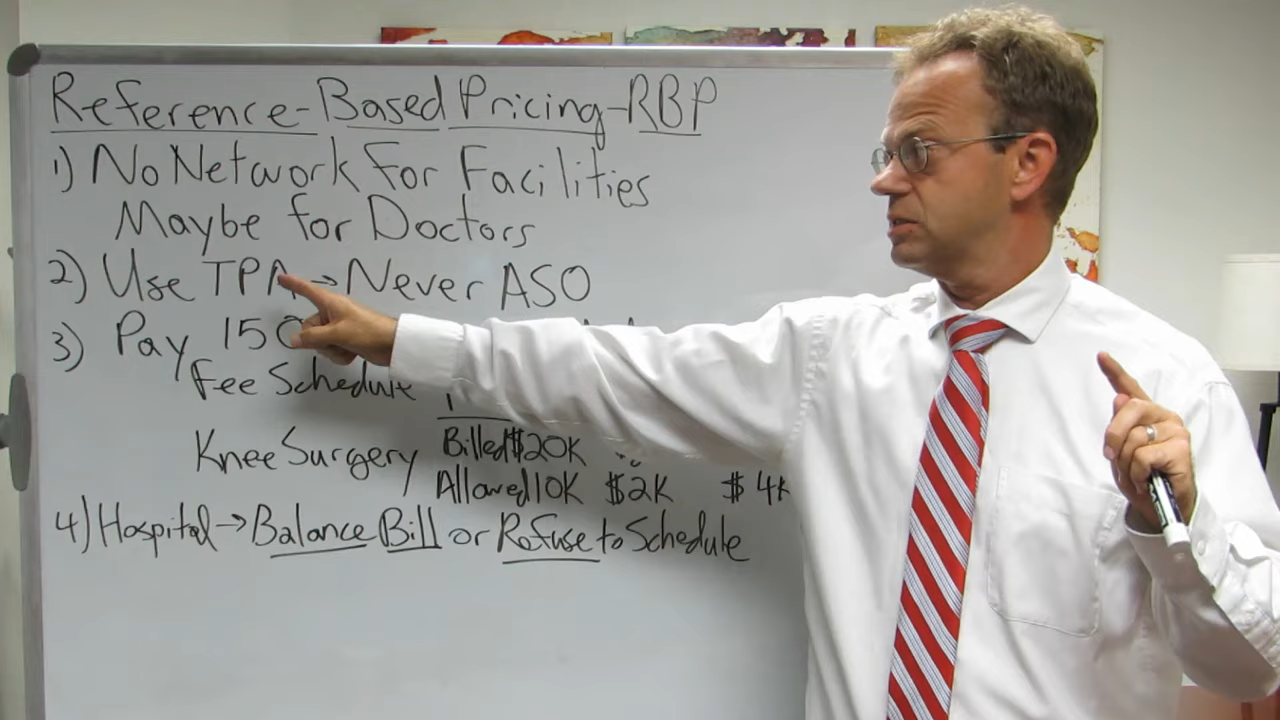 Reference-Based Pricing-RBP
1) No Network for Facilities
Maybe for Doctors
2) Use TPA → Never ASO
3) Pay 150
Fee Schedule
Knee Surgery Billed $20K
Allowed 10K $2K $4K
4) Hospital → Balance Bill or Refuse to Schedule